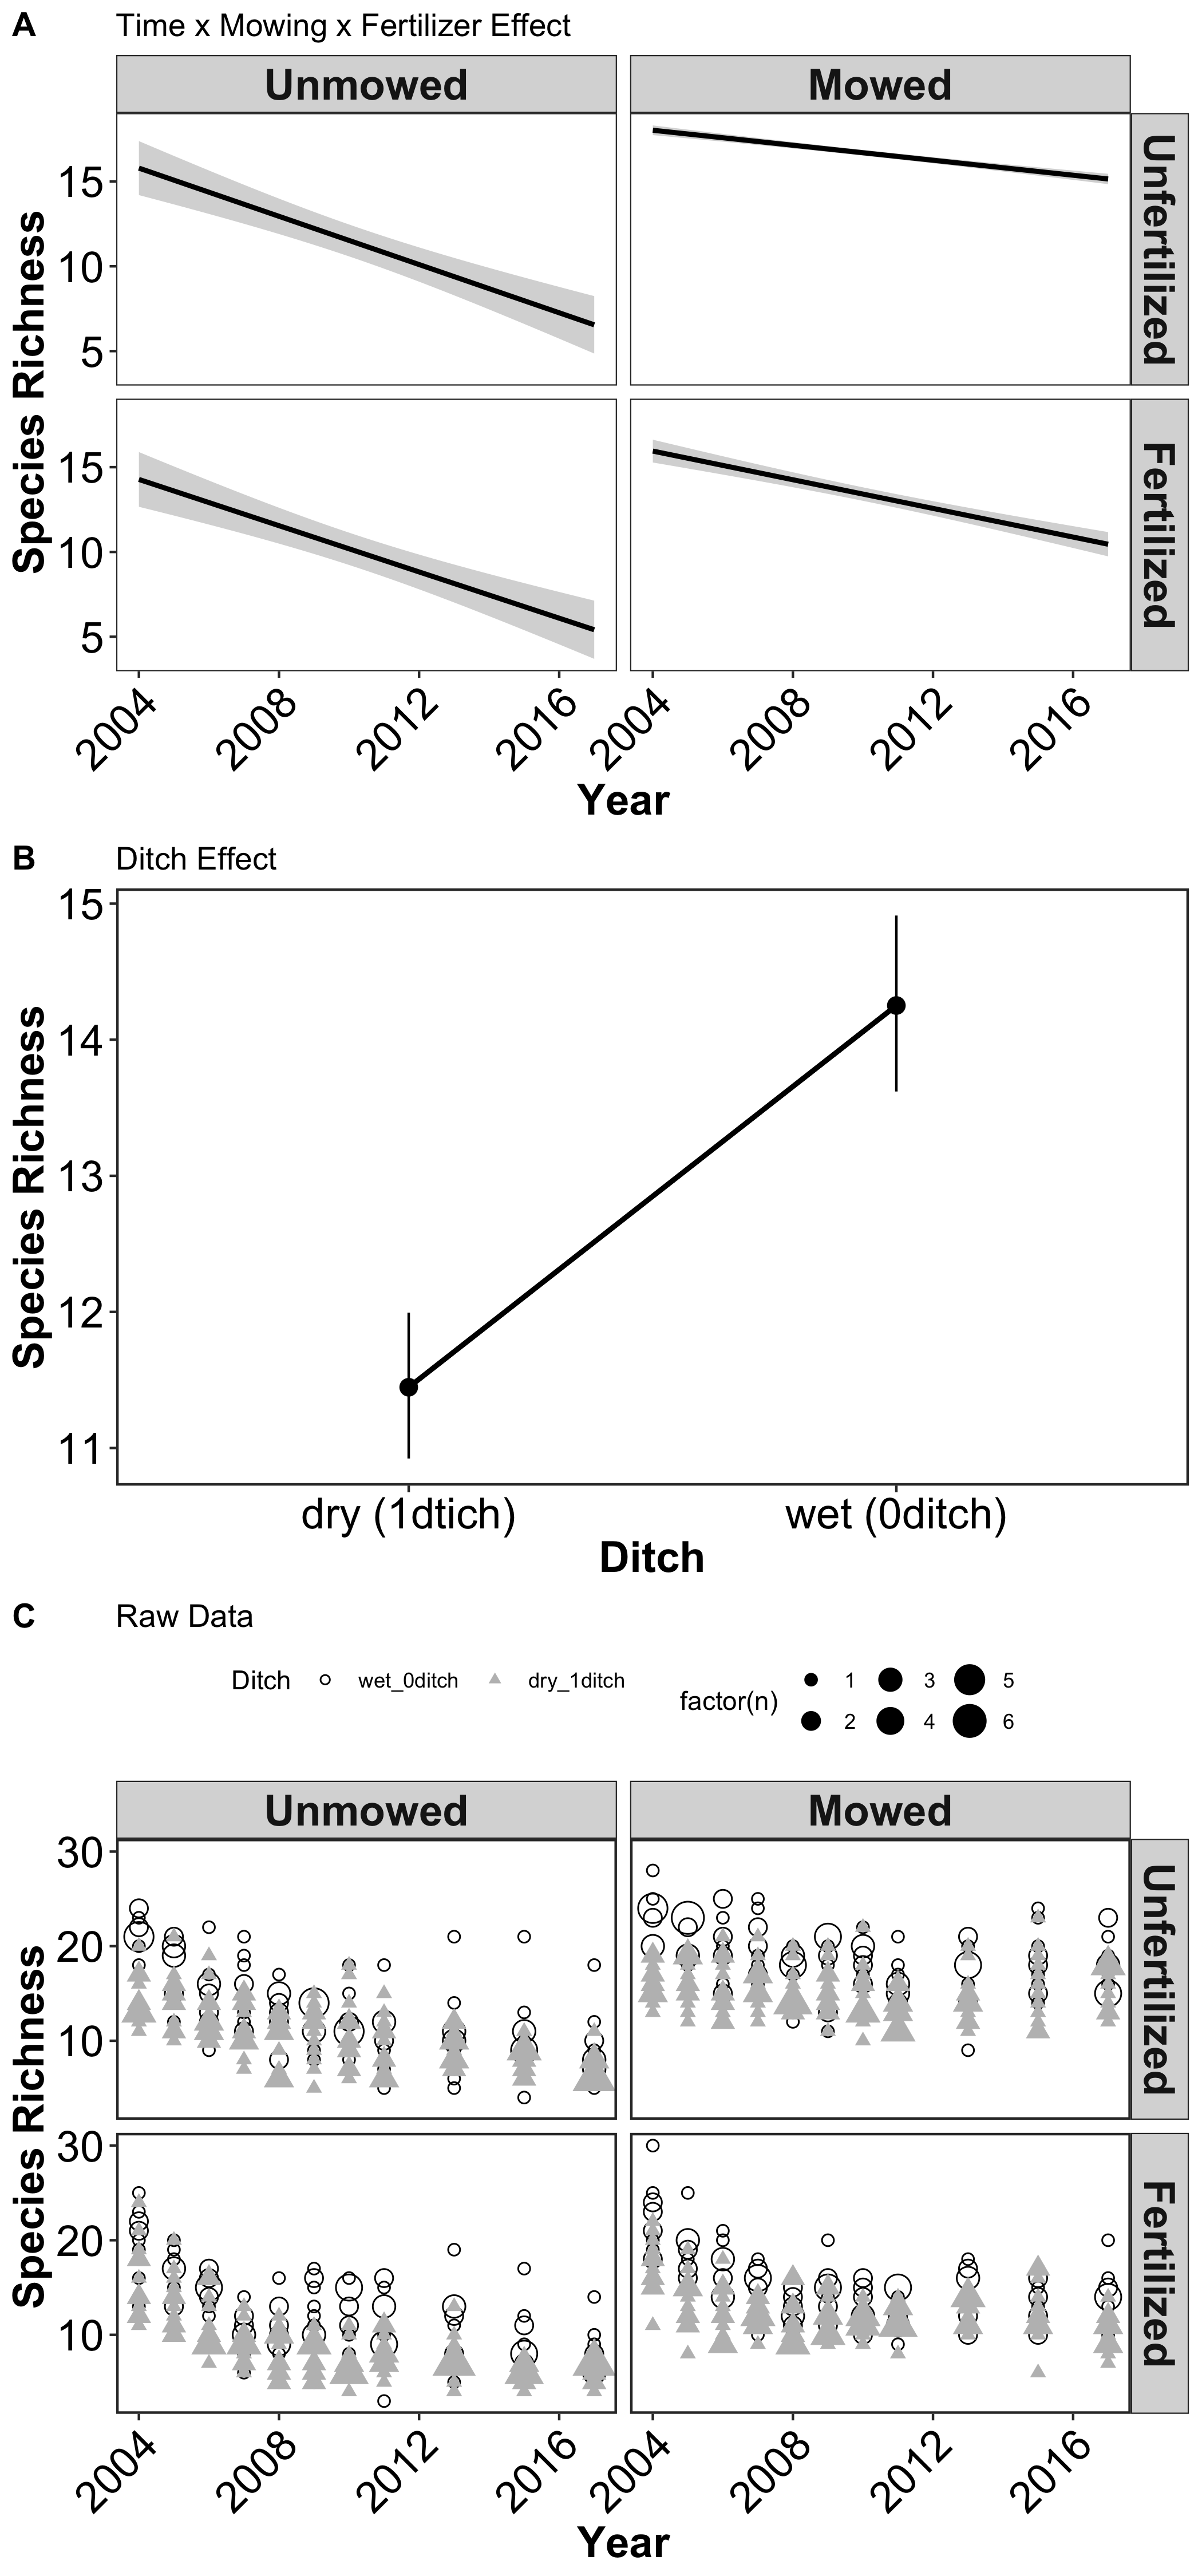 A Time x Mowing x Fertilizer Effect
Unmowed Mowed
Unfertilized
15
10
5
Species Richness
Fertilized
15
10
5
2004 2008 2012 2016 2004 2008 2012 2016
Year
B Ditch Effect
15
14
13
12
11
Species Richness
dry (1dtich) wet (0ditch)
Ditch
C Raw Data
Ditch wet_0ditch dry_1ditch factor(n) 1 3 5
2 4 6
Unmowed Mowed
Unfertilized
30
20
10
Species Richness
Fertilized
30
20
10
2004 2008 2012 2016 2004 2008 2012 2016
Year